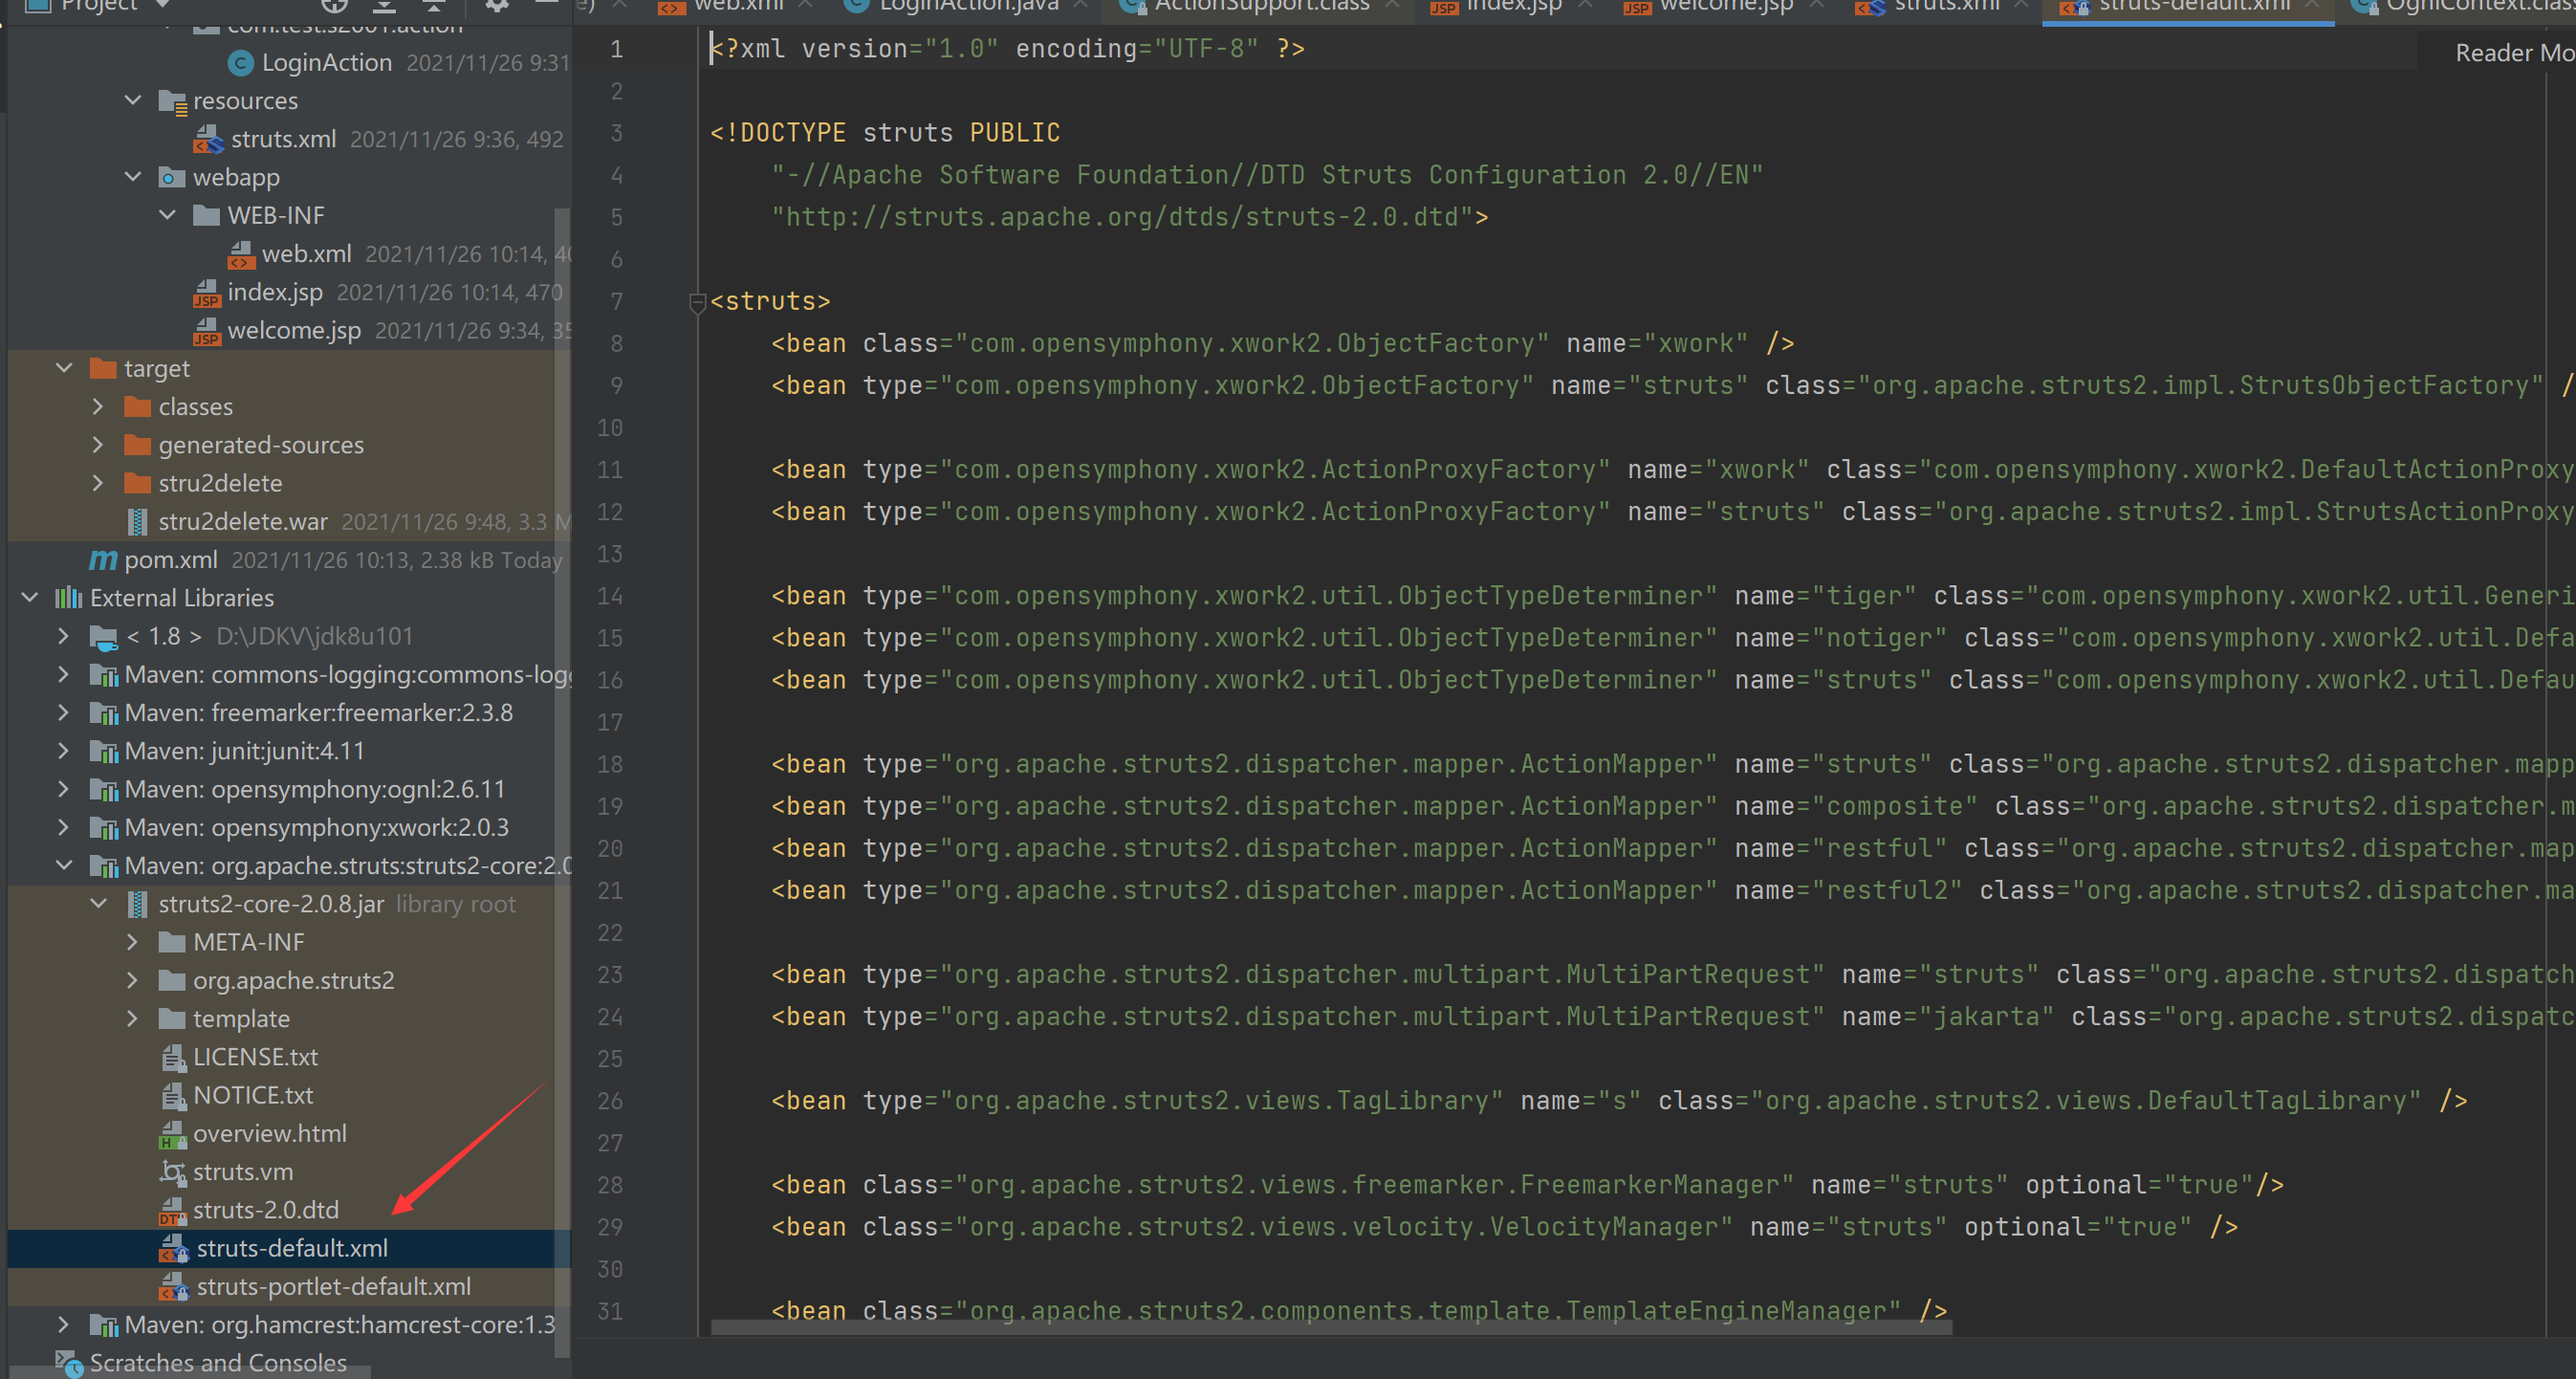 Project
web.xml
LoginAction.java
ActionSupport.class
index.jsp
welcome.jsp
struts.xml
struts-default.xml
com.test.s2001.action
LoginAction 2021/11/26 9:31
resources
struts.xml 2021/11/26 9:36, 492
webapp
WEB-INF
web.xml 2021/11/26 10:14, 40
index.jsp 2021/11/26 10:14, 470
welcome.jsp 2021/11/26 9:34, 35
target
classes
generated-sources
stru2delete
stru2delete.war 2021/11/26 9:48, 3.3 M
pom.xml 2021/11/26 10:13, 2.38 kB Today
External Libraries
< 1.8 > D:\JDKV\jdk8u101
Maven: commons-logging:commons-logg
Maven: freemarker:freemarker:2.3.8
Maven: junit:junit:4.11
Maven: opensymphony:ognl:2.6.11
Maven: opensymphony:xwork:2.0.3
Maven: org.apache.struts:struts2-core:2.0
struts2-core-2.0.8.jar library root
META-INF
org.apache.struts2
template
LICENSE.txt
NOTICE.txt
overview.html
struts.vm
struts-2.0.dtd
struts-default.xml
struts-portlet-default.xml
Maven: org.hamcrest:hamcrest-core:1.3
Scratches and Consoles
Reader Mo
1 <?xml version="1.0" encoding="UTF-8" ?>
2
3 <!DOCTYPE struts PUBLIC
4 "-//Apache Software Foundation//DTD Struts Configuration 2.0//EN"
5 "http://struts.apache.org/dtds/struts-2.0.dtd">
6
7 <struts>
8 <bean class="com.opensymphony.xwork2.ObjectFactory" name="xwork" />
9 <bean type="com.opensymphony.xwork2.ObjectFactory" name="struts" class="org.apache.struts2.impl.StrutsObjectFactory" /
10
11 <bean type="com.opensymphony.xwork2.ActionProxyFactory" name="xwork" class="com.opensymphony.xwork2.DefaultActionProxy
12 <bean type="com.opensymphony.xwork2.ActionProxyFactory" name="struts" class="org.apache.struts2.impl.StrutsActionProxy
13
14 <bean type="com.opensymphony.xwork2.util.ObjectTypeDeterminer" name="tiger" class="com.opensymphony.xwork2.util.Generi
15 <bean type="com.opensymphony.xwork2.util.ObjectTypeDeterminer" name="notiger" class="com.opensymphony.xwork2.util.Defa
16 <bean type="com.opensymphony.xwork2.util.ObjectTypeDeterminer" name="struts" class="com.opensymphony.xwork2.util.Defau
17
18 <bean type="org.apache.struts2.dispatcher.mapper.ActionMapper" name="struts" class="org.apache.struts2.dispatcher.mapp
19 <bean type="org.apache.struts2.dispatcher.mapper.ActionMapper" name="composite" class="org.apache.struts2.dispatcher.m
20 <bean type="org.apache.struts2.dispatcher.mapper.ActionMapper" name="restful" class="org.apache.struts2.dispatcher.map
21 <bean type="org.apache.struts2.dispatcher.mapper.ActionMapper" name="restful2" class="org.apache.struts2.dispatcher.ma
22
23 <bean type="org.apache.struts2.dispatcher.multipart.MultiPartRequest" name="struts" class="org.apache.struts2.dispatch
24 <bean type="org.apache.struts2.dispatcher.multipart.MultiPartRequest" name="jakarta" class="org.apache.struts2.dispatc
25
26 <bean type="org.apache.struts2.views.TagLibrary" name="s" class="org.apache.struts2.views.DefaultTagLibrary" />
27
28 <bean class="org.apache.struts2.views.freemarker.FreemarkerManager" name="struts" optional="true"/>
29 <bean class="org.apache.struts2.views.velocity.VelocityManager" name="struts" optional="true" />
30
31 <bean class="org.apache.struts2.components.template.TemplateEngineManager" />